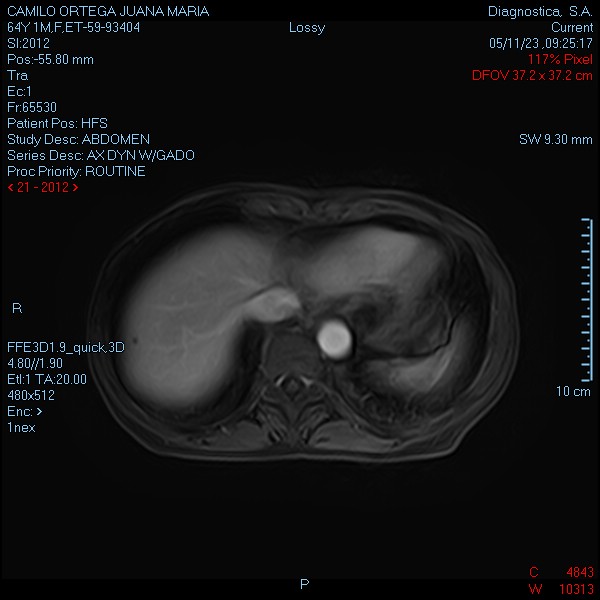 CAMILO ORTEGA JUANA MARIA
64Y 1M,F,ET-59-93404
Sl:2012
Pos:-55.80 mm
Tra
Ec:1
Fr:65530
Patient Pos: HFS
Study Desc: ABDOMEN
Series Desc: AX DYN W/GADO
Proc Priority: ROUTINE
< 21 - 2012 >
Lossy
Diagnostica, S.A.
Current
05/11/23 ,09:25:17
117% Pixel
DFOV 37.2 x 37.2 cm
SW 9.30 mm
R
FFE3D1.9_quick,3D
4.80//1.90
Etl:1 TA:20.00
480x512
Enc: >
1nex
10 cm
P
C 4843
W 10313